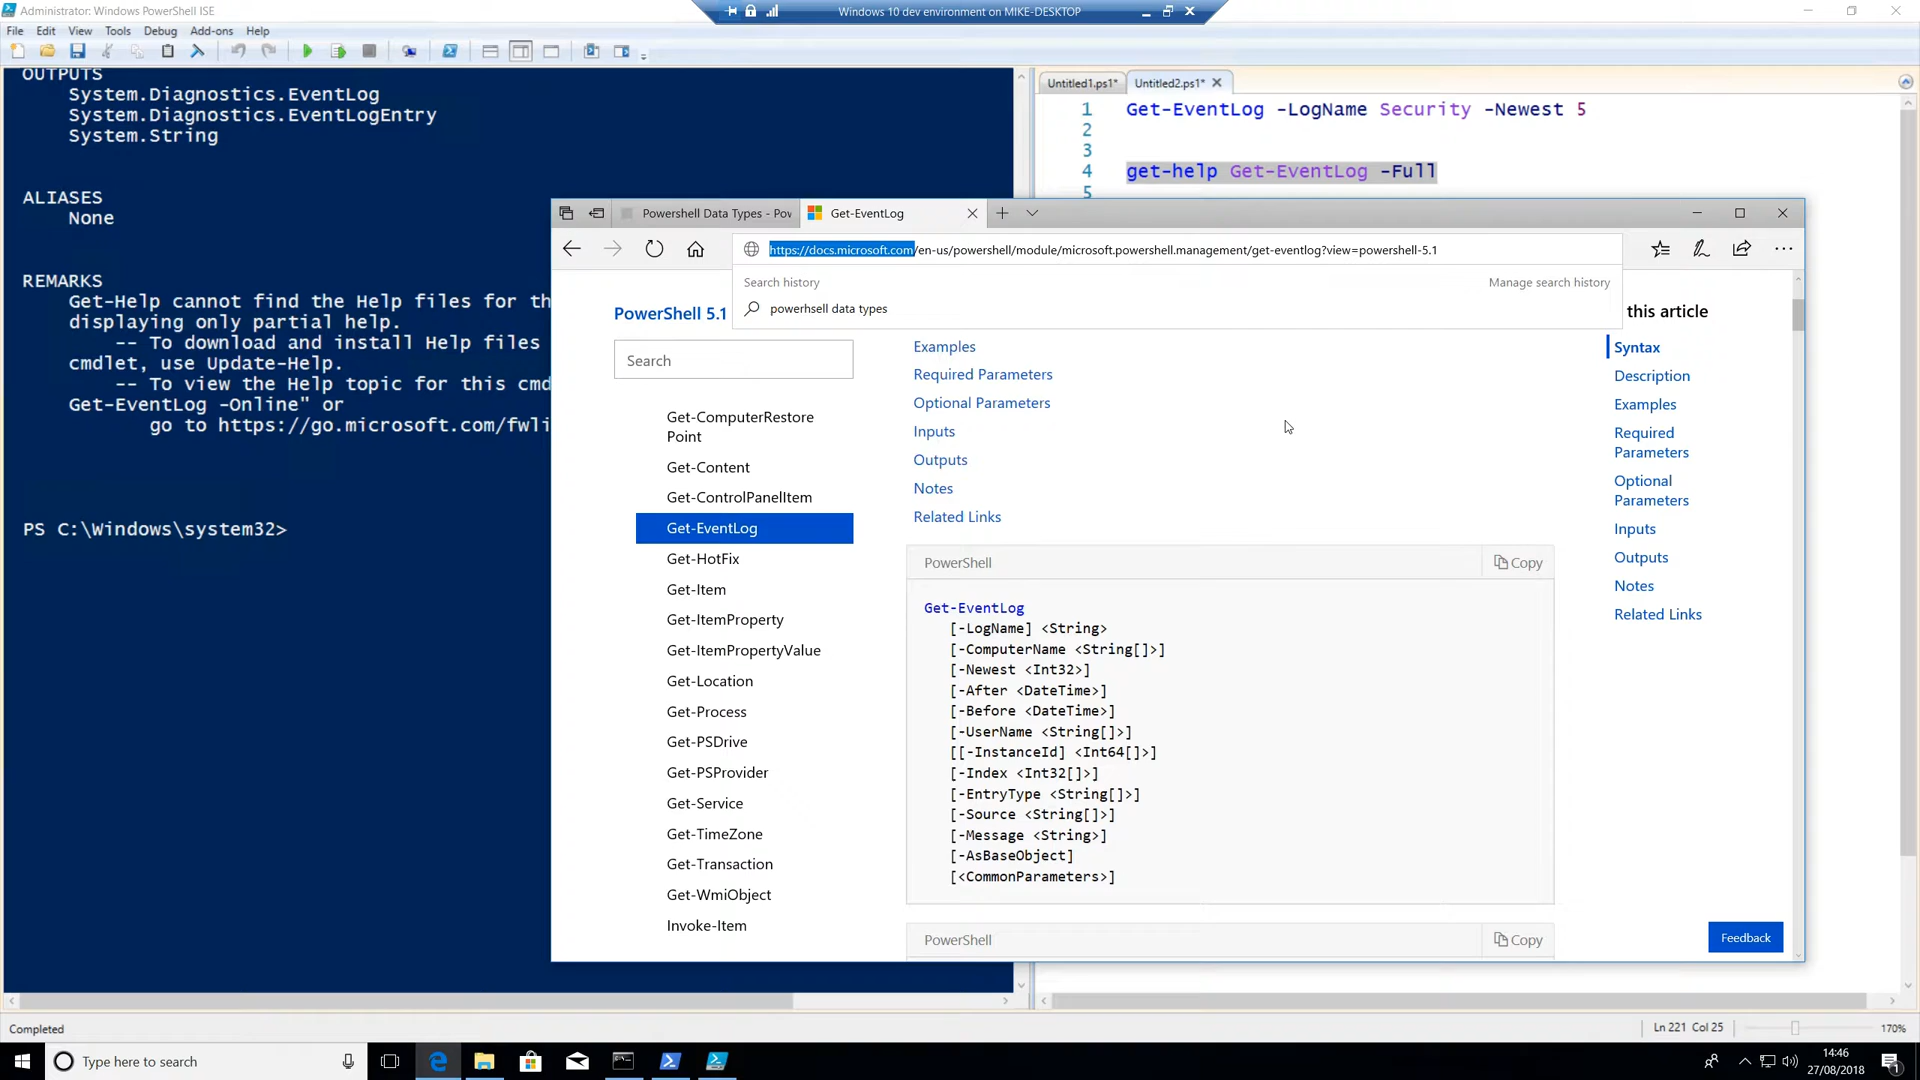 Administrator: Windows PowerShell ISE
Windows 10 dev environment on MIKE-DESKTOP
File Edit View Tools Debug Add-ons Help
OUTPUTS
System.Diagnostics.EventLog
System.Diagnostics.EventLogEntry
System.String
ALIASES
None
REMARKS
Get-Help cannot find the Help files for th
displaying only partial help.
-- To download and install Help files
cmdlet, use Update-Help.
-- To view the Help topic for this cmd
Get-EventLog -Online" or
go to https://go.microsoft.com/fwli
PS C:\Windows\system32>
Untitled1.ps1* Untitled2.ps1*
1 Get-EventLog -LogName Security -Newest 5
2
3
4 get-help Get-EventLog -Full
5
Powershell Data Types - Pow
Get-EventLog
https://docs.microsoft.com/en-us/powershell/module/microsoft.powershell.management/get-eventlog?view=powershell-5.1
Search history
Manage search history
powerhsell data types
PowerShell 5.1
Search
Get-ComputerRestore
Point
Get-Content
Get-ControlPanelItem
Get-EventLog
Get-HotFix
Get-Item
Get-ItemProperty
Get-ItemPropertyValue
Get-Location
Get-Process
Get-PSDrive
Get-PSProvider
Get-Service
Get-TimeZone
Get-Transaction
Get-WmiObject
Invoke-Item
Examples
Required Parameters
Optional Parameters
Inputs
Outputs
Notes
Related Links
PowerShell
Copy
Get-EventLog
[-LogName] <String>
[-ComputerName <String[]>]
[-Newest <Int32>]
[-After <DateTime>]
[-Before <DateTime>]
[-UserName <String[]>]
[[-InstanceId] <Int64[]>]
[-Index <Int32[]>]
[-EntryType <String[]>]
[-Source <String[]>]
[-Message <String>]
[-AsBaseObject]
[<CommonParameters>]
PowerShell
Copy
this article
Syntax
Description
Examples
Required
Parameters
Optional
Parameters
Inputs
Outputs
Notes
Related Links
Feedback
Completed
Ln 221 Col 25
170%
Type here to search
14:46
27/08/2018
1